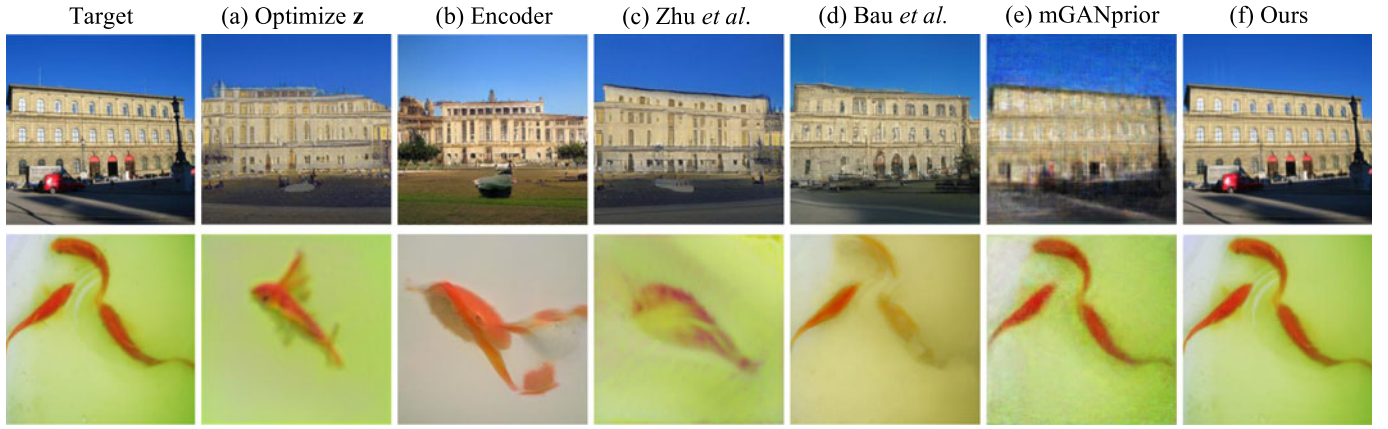 Target (a) Optimize z (b) Encoder (c) Zhu et al. (d) Bau et al. (e) mGANprior (f) Ours